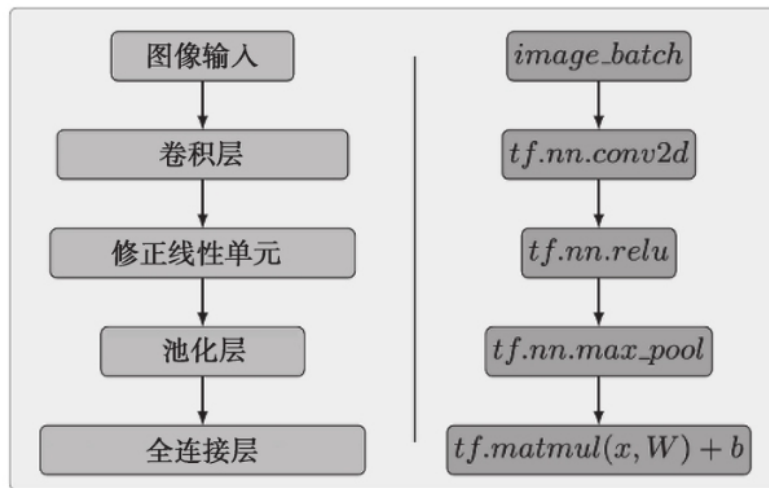 图像输入
卷积层
修正线性单元
池化层
全连接层
image_batch
tf.nn.conv2d
tf.nn.relu
tf.nn.max_pool
tf.matmul(x, W) + b